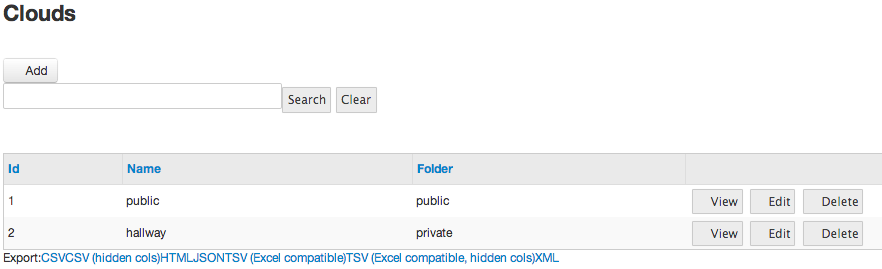 Clouds
Add
Search Clear
Id Name Folder
1 public public View Edit Delete
2 hallway private View Edit Delete
Export:CSVCSV (hidden cols)HTMLJSONTSV (Excel compatible)TSV (Excel compatible, hidden cols)XML